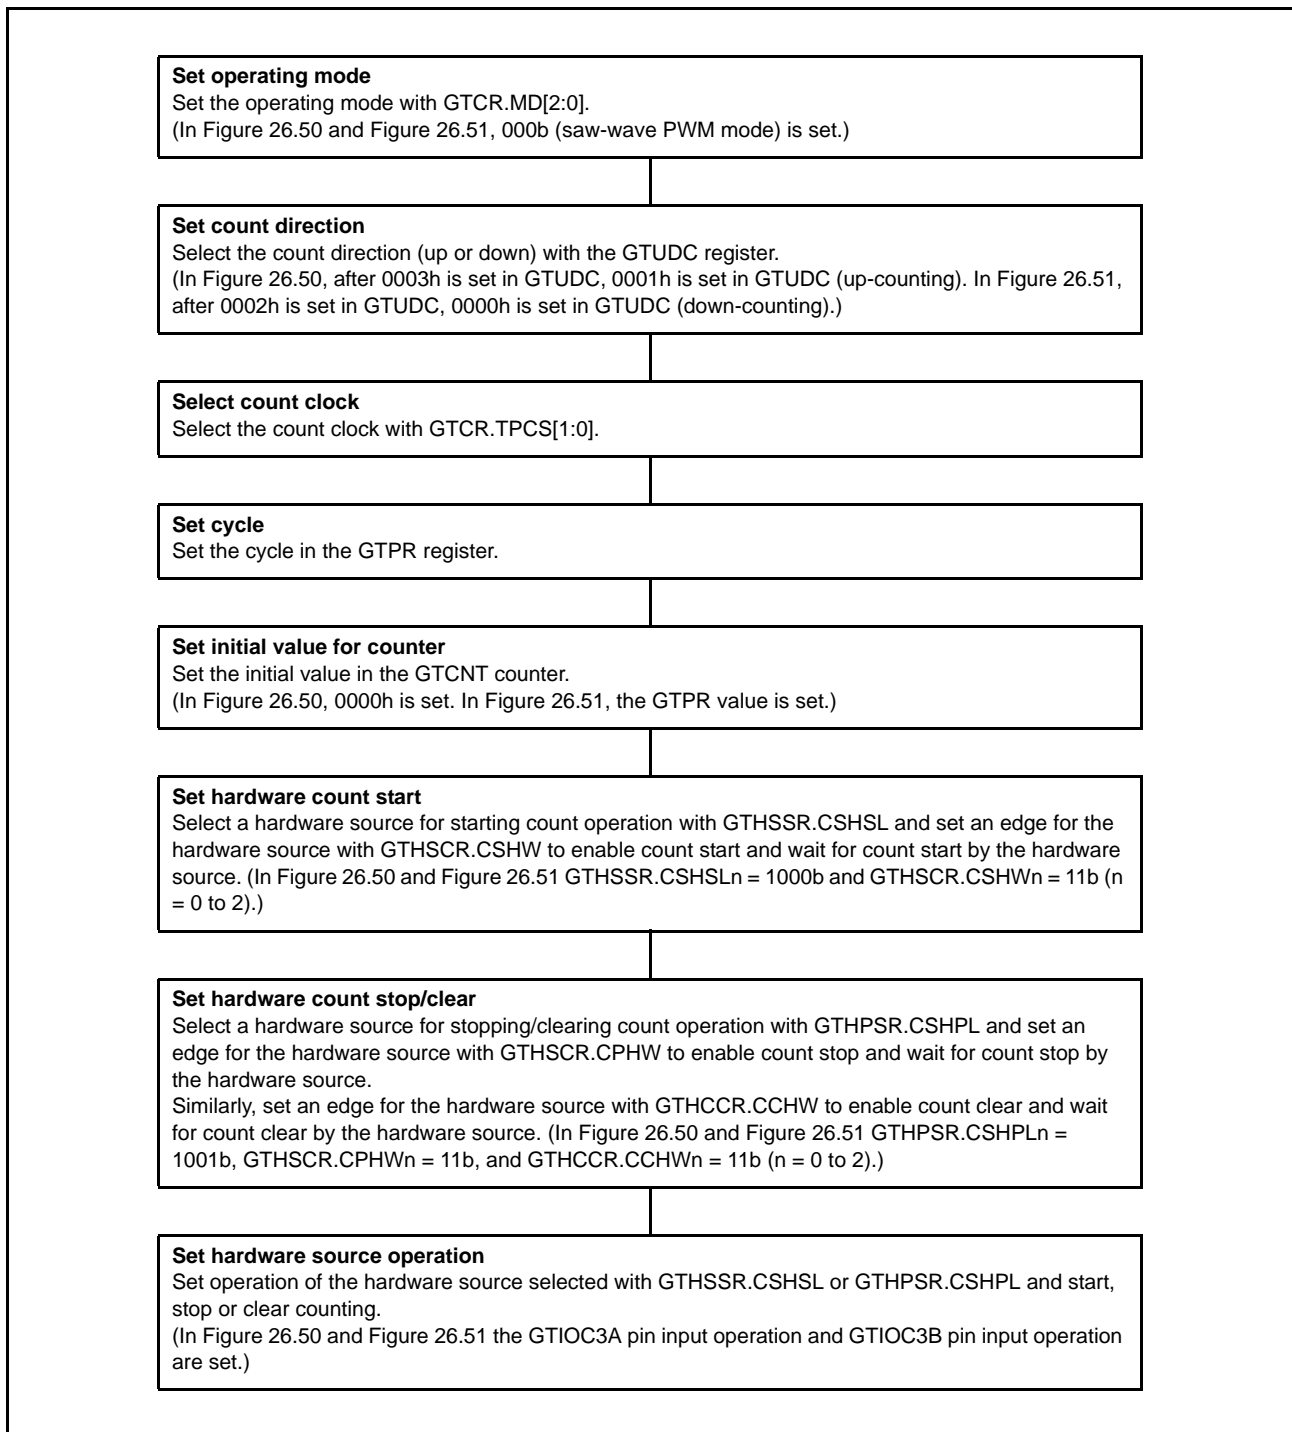 Set operating mode
Set the operating mode with GTCR.MD[2:0].
(In Figure 26.50 and Figure 26.51, 000b (saw-wave PWM mode) is set.)
Set count direction
Select the count direction (up or down) with the GTUDC register.
(In Figure 26.50, after 0003h is set in GTUDC, 0001h is set in GTUDC (up-counting). In Figure 26.51,
after 0002h is set in GTUDC, 0000h is set in GTUDC (down-counting).)
Select count clock
Select the count clock with GTCR.TPCS[1:0].
Set cycle
Set the cycle in the GTPR register.
Set initial value for counter
Set the initial value in the GTCNT counter.
(In Figure 26.50, 0000h is set. In Figure 26.51, the GTPR value is set.)
Set hardware count start
Select a hardware source for starting count operation with GTHSSR.CSHSL and set an edge for the
hardware source with GTHSCR.CSHW to enable count start and wait for count start by the hardware
source. (In Figure 26.50 and Figure 26.51 GTHSSR.CSHSLn = 1000b and GTHSCR.CSHWn = 11b (n
= 0 to 2).)
Set hardware count stop/clear
Select a hardware source for stopping/clearing count operation with GTHPSR.CSHPL and set an
edge for the hardware source with GTHSCR.CPHW to enable count stop and wait for count stop by
the hardware source.
Similarly, set an edge for the hardware source with GTHCCR.CCHW to enable count clear and wait
for count clear by the hardware source. (In Figure 26.50 and Figure 26.51 GTHPSR.CSHPLn =
1001b, GTHSCR.CPHWn = 11b, and GTHCCR.CCHWn = 11b (n = 0 to 2).)
Set hardware source operation
Set operation of the hardware source selected with GTHSSR.CSHSL or GTHPSR.CSHPL and start,
stop or clear counting.
(In Figure 26.50 and Figure 26.51 the GTIOC3A pin input operation and GTIOC3B pin input operation
are set.)